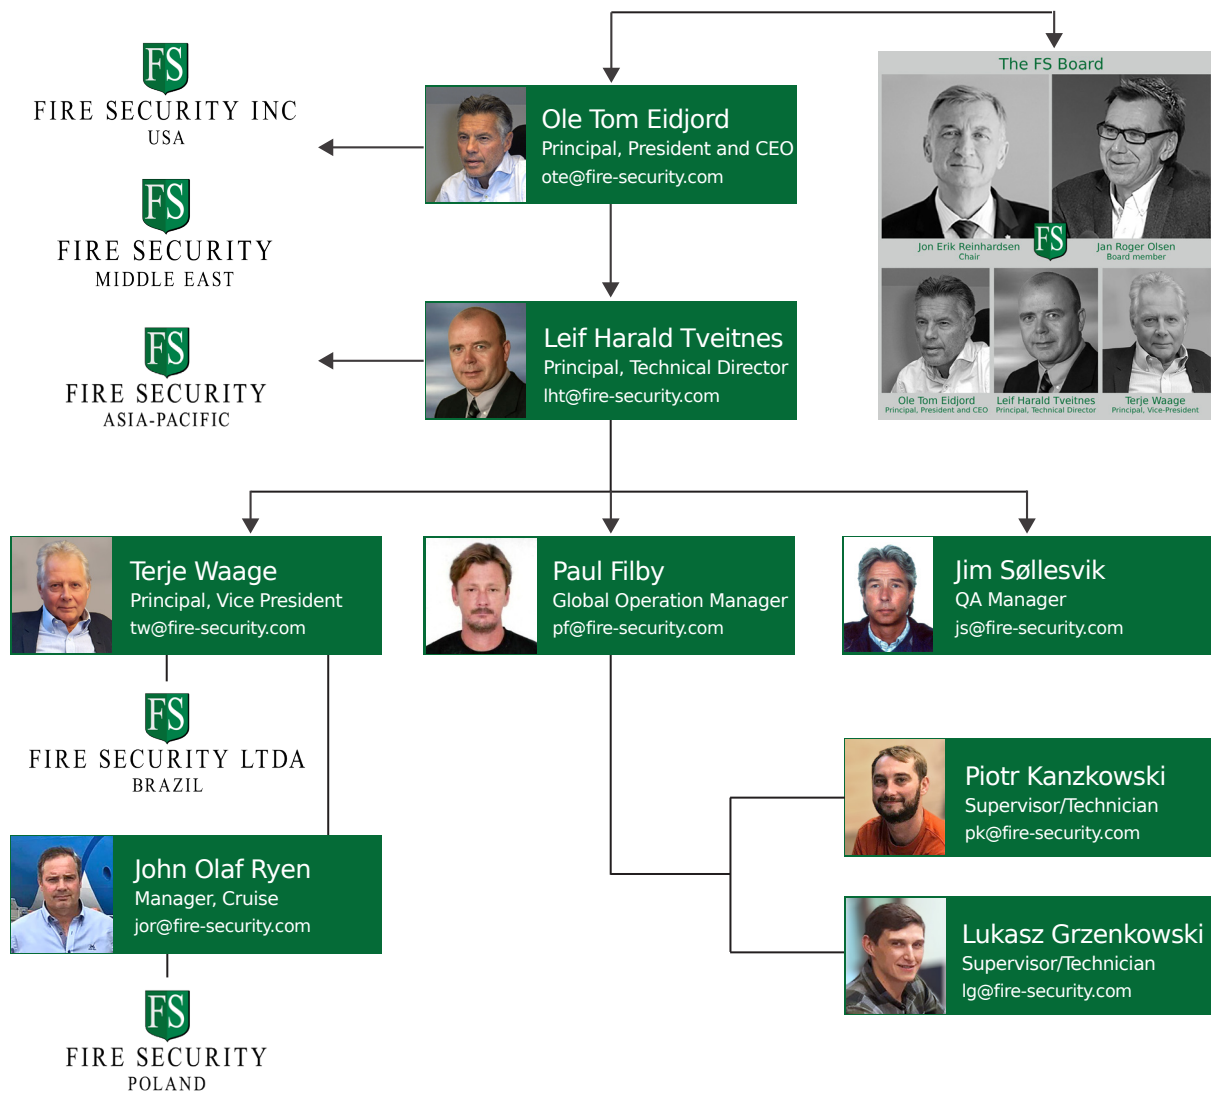 FS
FIRE SECURITY INC
USA
FS
FIRE SECURITY
MIDDLE EAST
FS
FIRE SECURITY
ASIA-PACIFIC
Ole Tom Eidjord
Principal, President and CEO
ote@fire-security.com
The FS Board
Jon Erik Reinhardsen
Chair
FS
Jan Roger Olsen
Board member
Ole Tom Eidjord
Principal, President and CEO
Leif Harald Tveitnes
Principal, Technical Director
Terje Waage
Principal, Vice-President
Leif Harald Tveitnes
Principal, Technical Director
lht@fire-security.com
Terje Waage
Principal, Vice President
tw@fire-security.com
Paul Filby
Global Operation Manager
pf@fire-security.com
Jim Søllesvik
QA Manager
js@fire-security.com
FS
FIRE SECURITY LTDA
BRAZIL
John Olaf Ryen
Manager, Cruise
jor@fire-security.com
FS
FIRE SECURITY
POLAND
Piotr Kanzkowski
Supervisor/Technician
pk@fire-security.com
Lukasz Grzenkowski
Supervisor/Technician
lg@fire-security.com